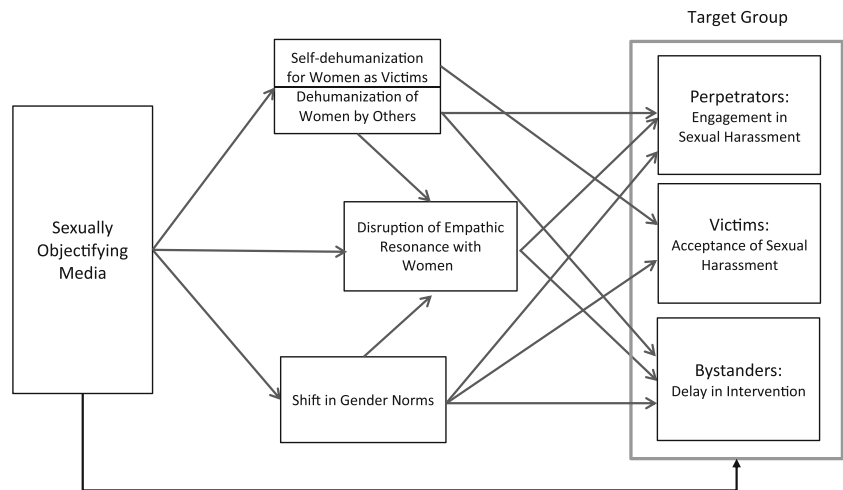 Target Group
Sexually
Objectifying
Media
Self-dehumanization
for Women as Victims
Dehumanization of
Women by Others
Disruption of Empathic
Resonance with
Women
Shift in Gender Norms
Perpetrators:
Engagement in
Sexual Harassment
Victims:
Acceptance of Sexual
Harassment
Bystanders:
Delay in Intervention